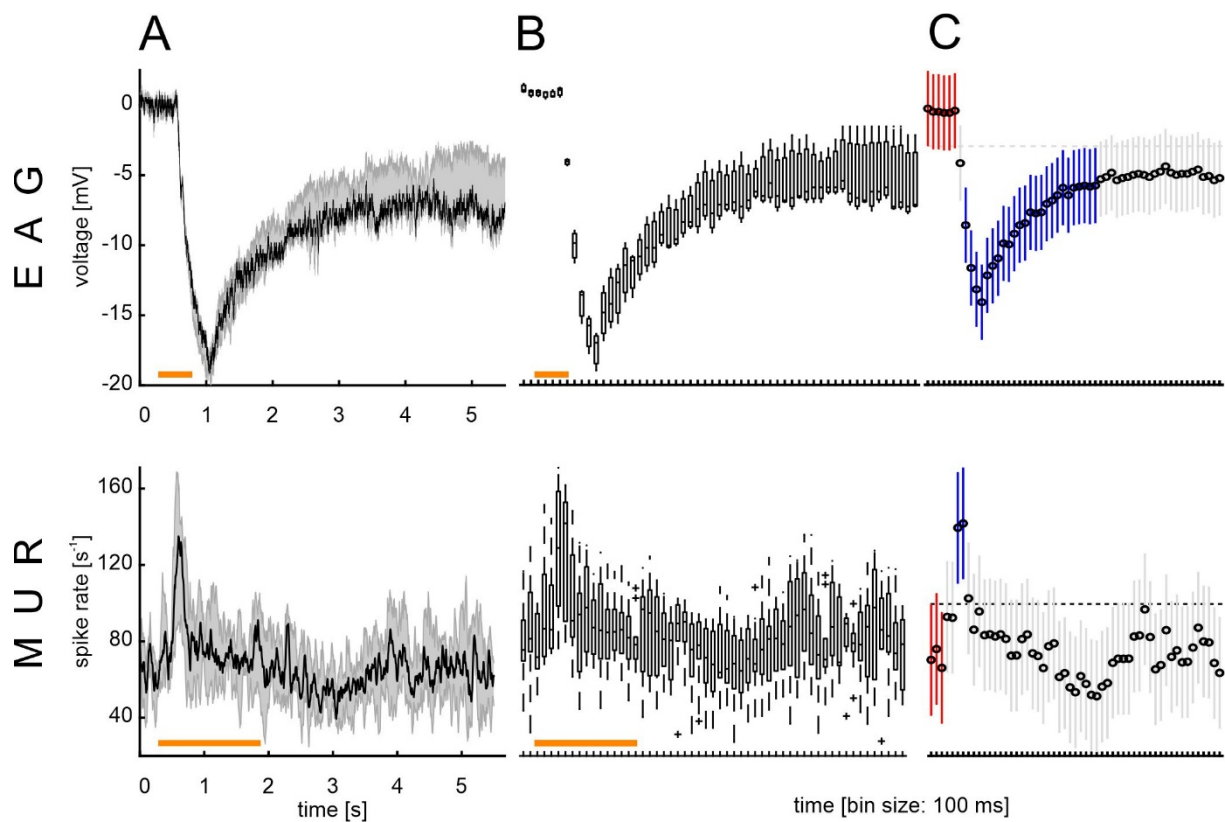 A B C
E A G
voltage [mV]
0
-5
-10
-15
-20
0 1 2 3 4 5
M U R
spike rate [s⁻¹]
160
120
80
40
0 1 2 3 4 5
time [s]
time [bin size: 100 ms]